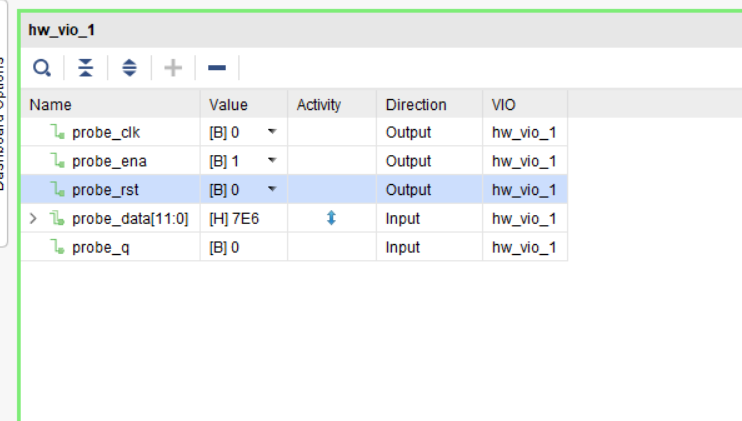 hw_vio_1
Dashboard Options
Name Value Activity Direction VIO
probe_clk [B] 0 Output hw_vio_1
probe_ena [B] 1 Output hw_vio_1
probe_rst [B] 0 Output hw_vio_1
probe_data[11:0] [H] 7E6 Input hw_vio_1
probe_q [B] 0 Input hw_vio_1